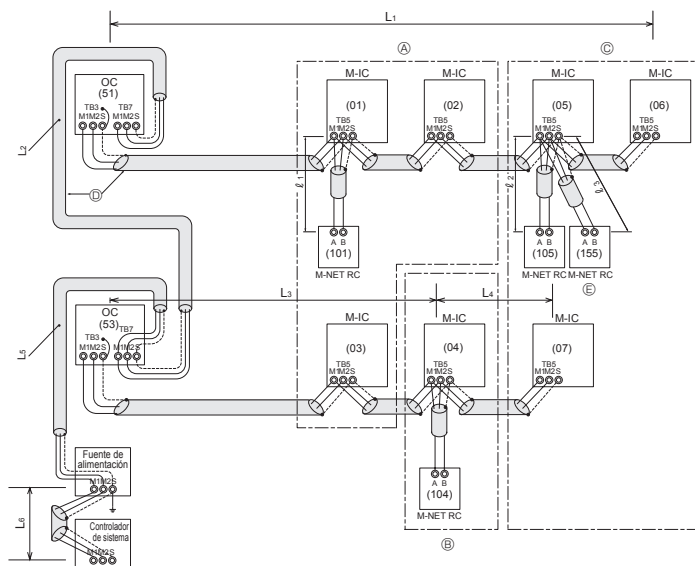 L1
Ⓐ
Ⓒ
M-IC
M-IC
M-IC
M-IC
OC
(51)
TB3
TB7
M1M2S
M1M2S
(01)
TB5
M1M2S
(02)
TB5
M1M2S
(05)
TB5
M1M2S
(06)
TB5
M1M2S
L2
Ⓓ
ℓ1
ℓ2
ℓ3
A B
(101)
M-NET RC
A B
(105)
M-NET RC
A B
(155)
M-NET RC
Ⓔ
L3
L4
M-IC
M-IC
M-IC
OC
(53)
TB3
TB7
M1M2S
M1M2S
(03)
TB5
M1M2S
(04)
TB5
M1M2S
(07)
TB5
M1M2S
L5
Fuente de
alimentación
M1M2S
A B
(104)
M-NET RC
L6
Controlador
de sistema
M1M2S
Ⓑ